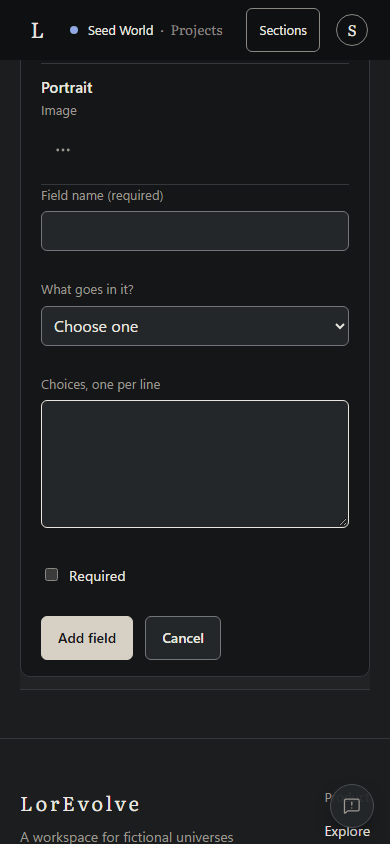 L Seed World · Projects Sections S
Portrait
Image
...
Field name (required)
What goes in it?
Choose one
Choices, one per line
Required
Add field Cancel
LorEvolve
A workspace for fictional universes
Explore